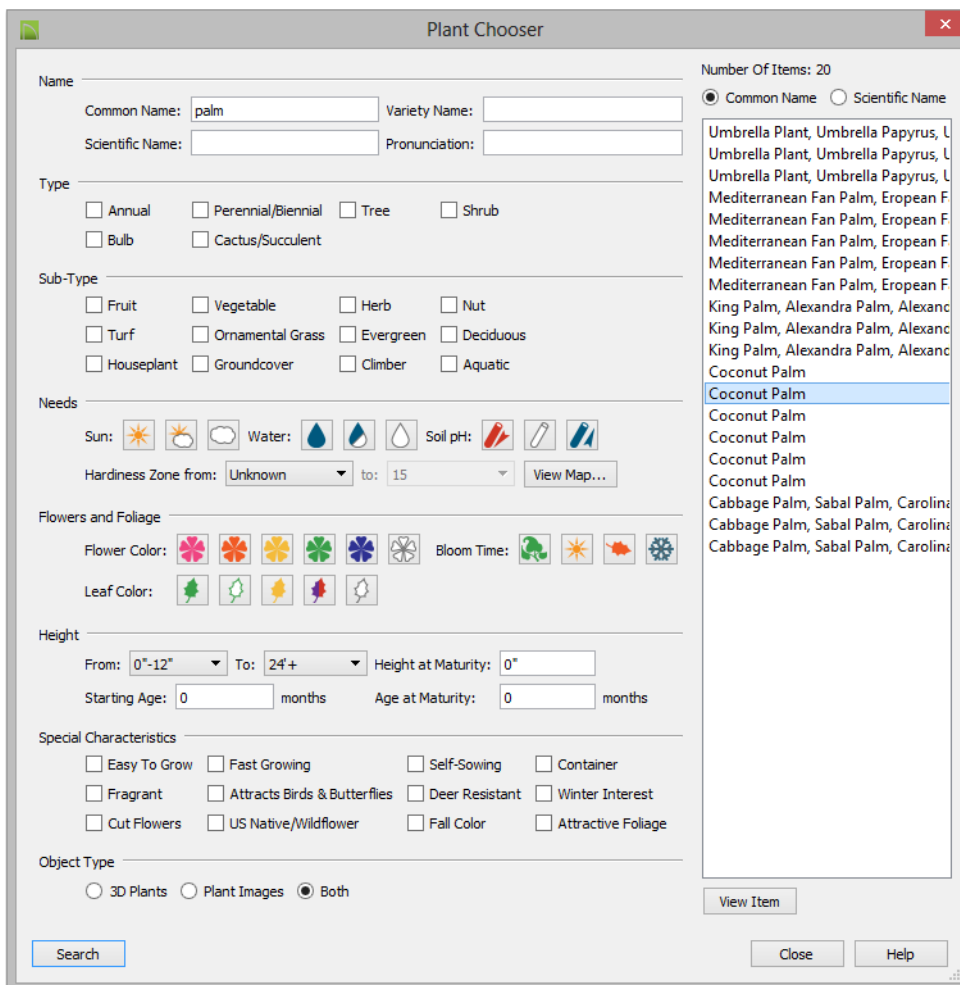 Plant Chooser
Name
Common Name: palm Variety Name:
Scientific Name: Pronunciation:
Type
Annual Perennial/Biennial Tree Shrub
Bulb Cactus/Succulent
Sub-Type
Fruit Vegetable Herb Nut
Turf Ornamental Grass Evergreen Deciduous
Houseplant Groundcover Climber Aquatic
Needs
Sun: Water: Soil pH:
Hardiness Zone from: Unknown to: 15 View Map...
Flowers and Foliage
Flower Color: Bloom Time:
Leaf Color:
Height
From: 0"-12" To: 24'+ Height at Maturity: 0"
Starting Age: 0 months Age at Maturity: 0 months
Special Characteristics
Easy To Grow Fast Growing Self-Sowing Container
Fragrant Attracts Birds & Butterflies Deer Resistant Winter Interest
Cut Flowers US Native/Wildflower Fall Color Attractive Foliage
Object Type
3D Plants Plant Images Both
Search
Number Of Items: 20
Common Name Scientific Name
Umbrella Plant, Umbrella Papyrus, U
Umbrella Plant, Umbrella Papyrus, U
Umbrella Plant, Umbrella Papyrus, U
Mediterranean Fan Palm, Eropean F
Mediterranean Fan Palm, Eropean F
Mediterranean Fan Palm, Eropean F
Mediterranean Fan Palm, Eropean F
Mediterranean Fan Palm, Eropean F
King Palm, Alexandra Palm, Alexanc
King Palm, Alexandra Palm, Alexanc
King Palm, Alexandra Palm, Alexanc
Coconut Palm
Coconut Palm
Coconut Palm
Coconut Palm
Coconut Palm
Coconut Palm
Cabbage Palm, Sabal Palm, Carolina
Cabbage Palm, Sabal Palm, Carolina
Cabbage Palm, Sabal Palm, Carolina
View Item
Close Help